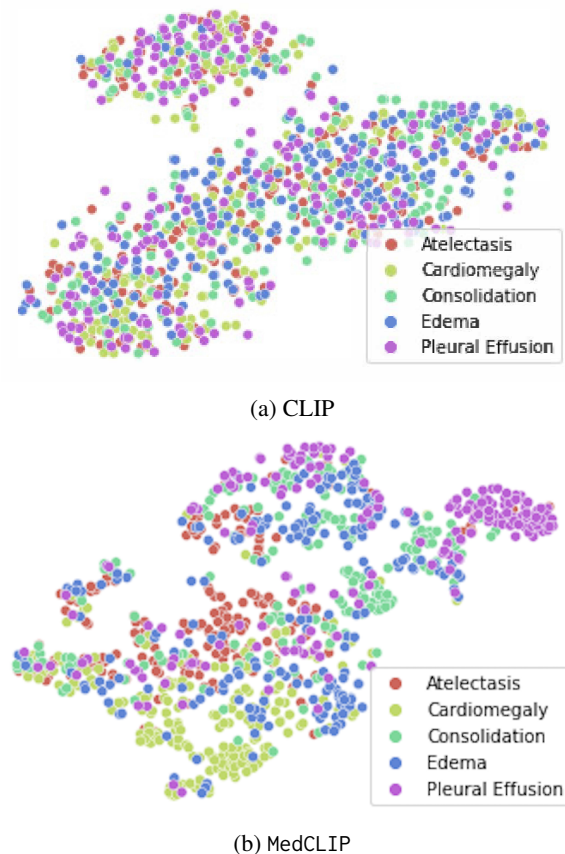 Atelectasis
Cardiomegaly
Consolidation
Edema
Pleural Effusion
(a) CLIP
Atelectasis
Cardiomegaly
Consolidation
Edema
Pleural Effusion
(b) MedCLIP